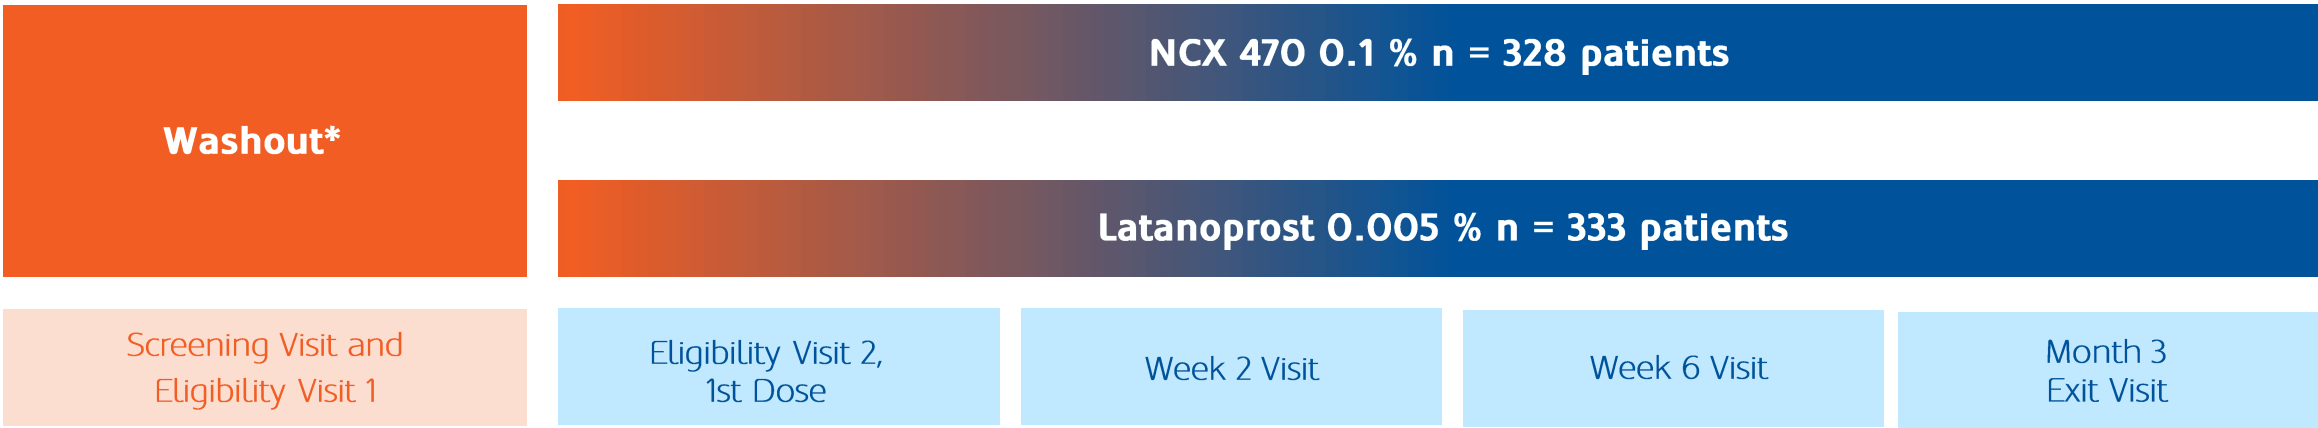 Washout*
NCX 470 0.1 % n = 328 patients
Latanoprost 0.005 % n = 333 patients
Screening Visit and
Eligibility Visit 1
Eligibility Visit 2,
1st Dose
Week 2 Visit
Week 6 Visit
Month 3
Exit Visit